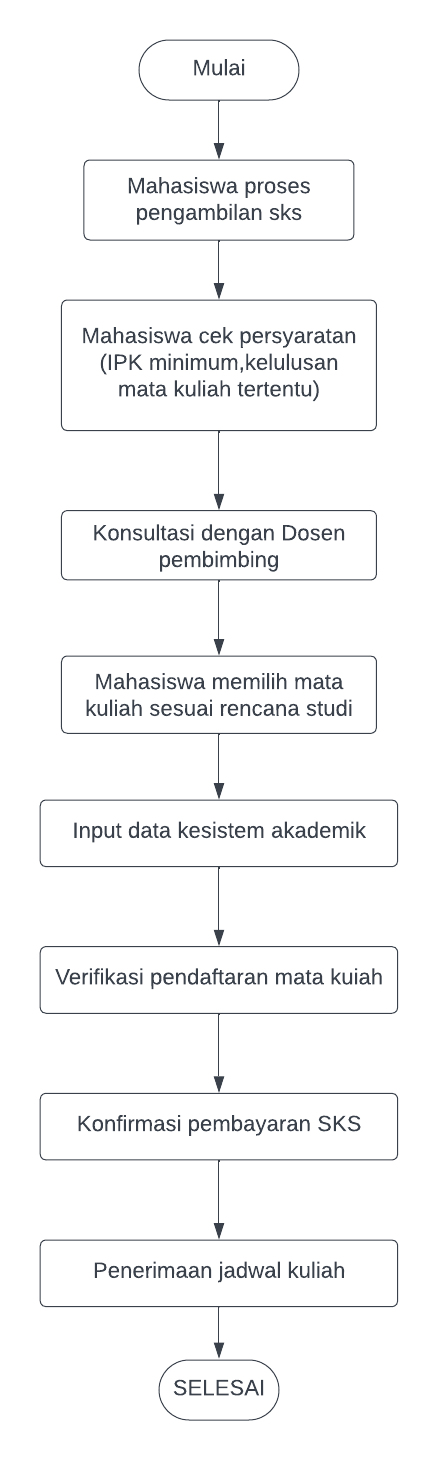 Mulai
Mahasiswa proses
pengambilan sks
Mahasiswa cek persyaratan
(IPK minimum,kelulusan
mata kuliah tertentu)
Konsultasi dengan Dosen
pembimbing
Mahasiswa memilih mata
kuliah sesuai rencana studi
Input data kesistem akademik
Verifikasi pendaftaran mata kuiah
Konfirmasi pembayaran SKS
Penerimaan jadwal kuliah
SELESAI